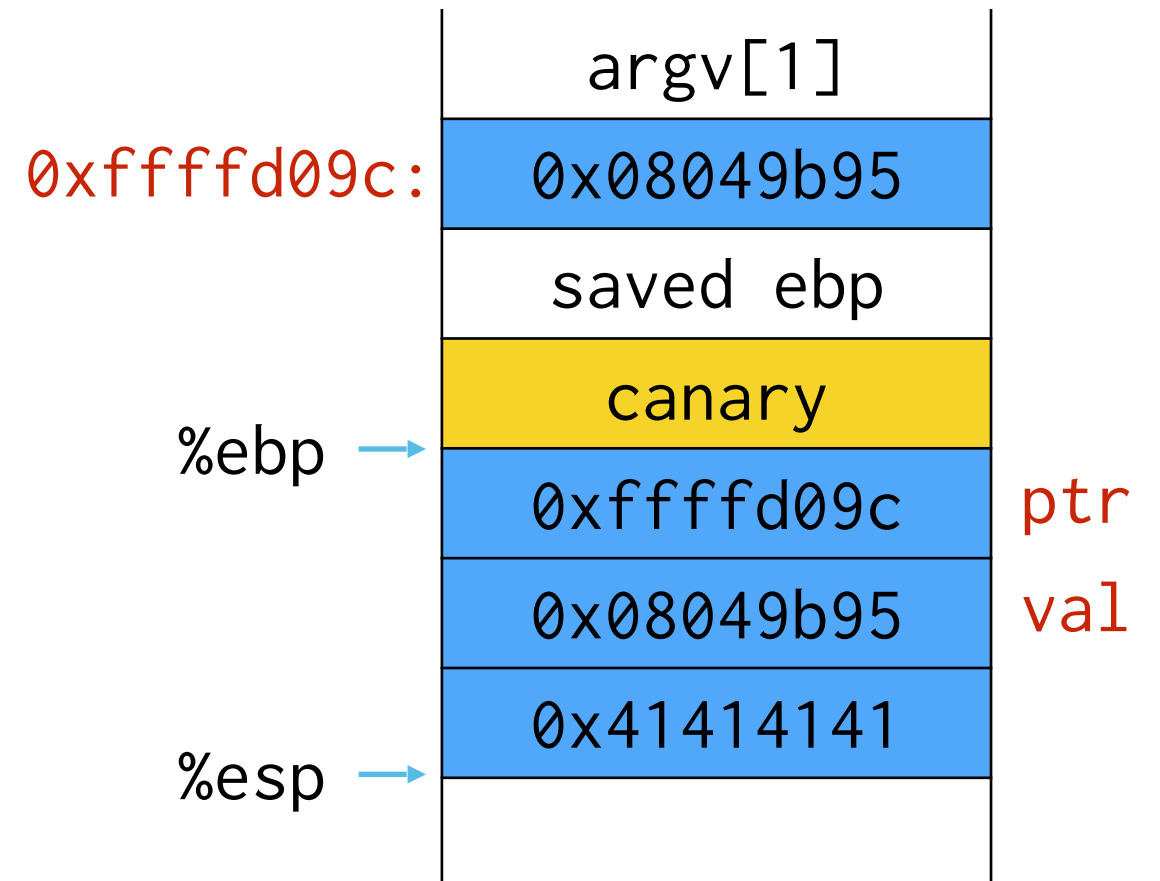 argv[1]
0xffffd09c: 0x08049b95
saved ebp
canary
%ebp
0xffffd09c ptr
0x08049b95 val
0x41414141
%esp